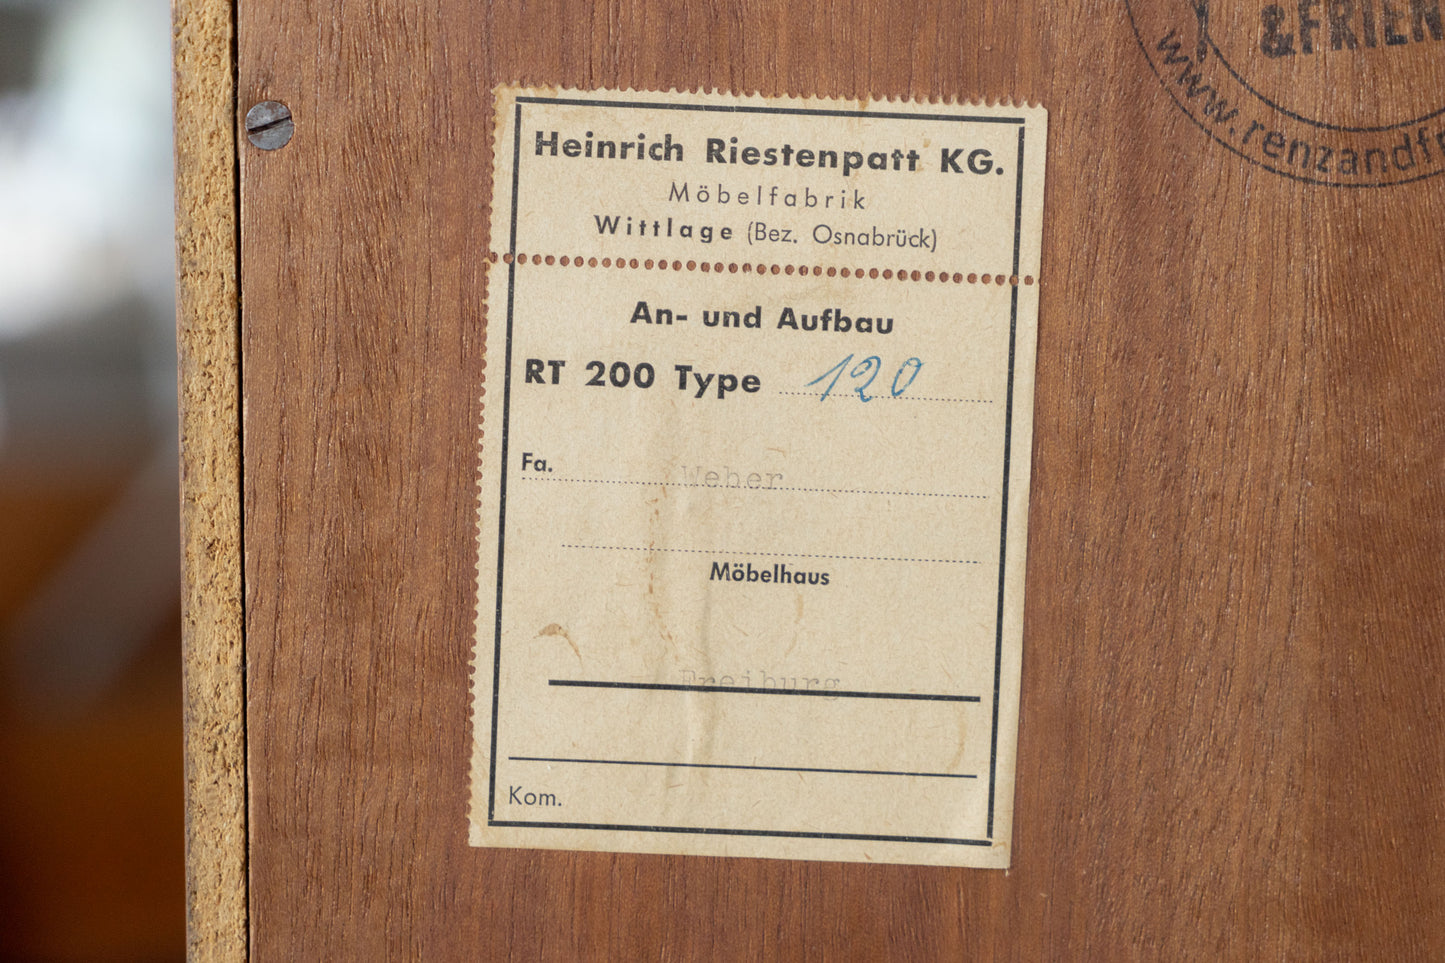 &FRIEN
www.renzandfr
Heinrich Riestenpatt KG.
Möbelfabrik
Wittlage (Bez. Osnabrück)
An- und Aufbau
RT 200 Type 120
Fa. Weber
Möbelhaus
Freiburg
Kom.